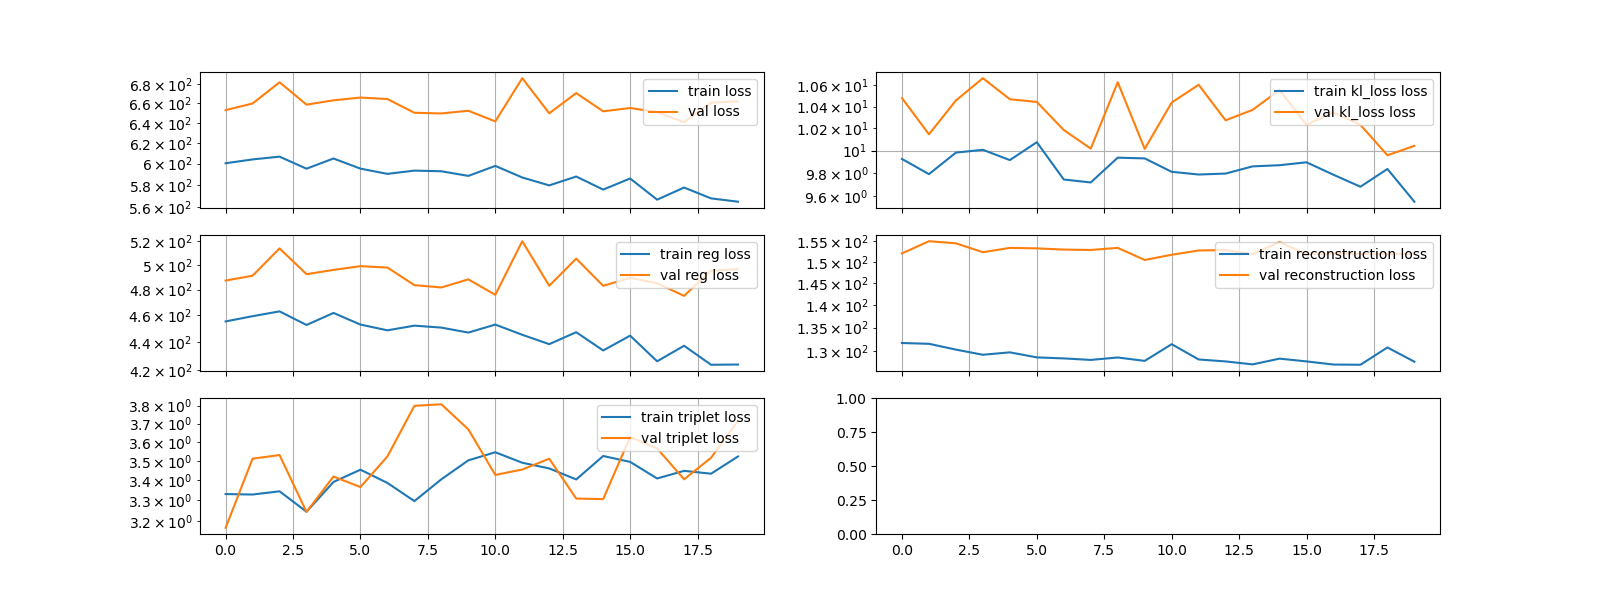 6.8 × 10²
6.6 × 10²
6.4 × 10²
6.2 × 10²
6 × 10²
5.8 × 10²
5.6 × 10²
train loss
val loss
1.06 × 10¹
1.04 × 10¹
1.02 × 10¹
10¹
9.8 × 10⁰
9.6 × 10⁰
train kl_loss loss
val kl_loss loss
5.2 × 10²
5 × 10²
4.8 × 10²
4.6 × 10²
4.4 × 10²
4.2 × 10²
train reg loss
val reg loss
1.55 × 10²
1.5 × 10²
1.45 × 10²
1.4 × 10²
1.35 × 10²
1.3 × 10²
train reconstruction loss
val reconstruction loss
3.8 × 10⁰
3.7 × 10⁰
3.6 × 10⁰
3.5 × 10⁰
3.4 × 10⁰
3.3 × 10⁰
3.2 × 10⁰
train triplet loss
val triplet loss
0.0 2.5 5.0 7.5 10.0 12.5 15.0 17.5
1.00
0.75
0.50
0.25
0.00
0.0 2.5 5.0 7.5 10.0 12.5 15.0 17.5